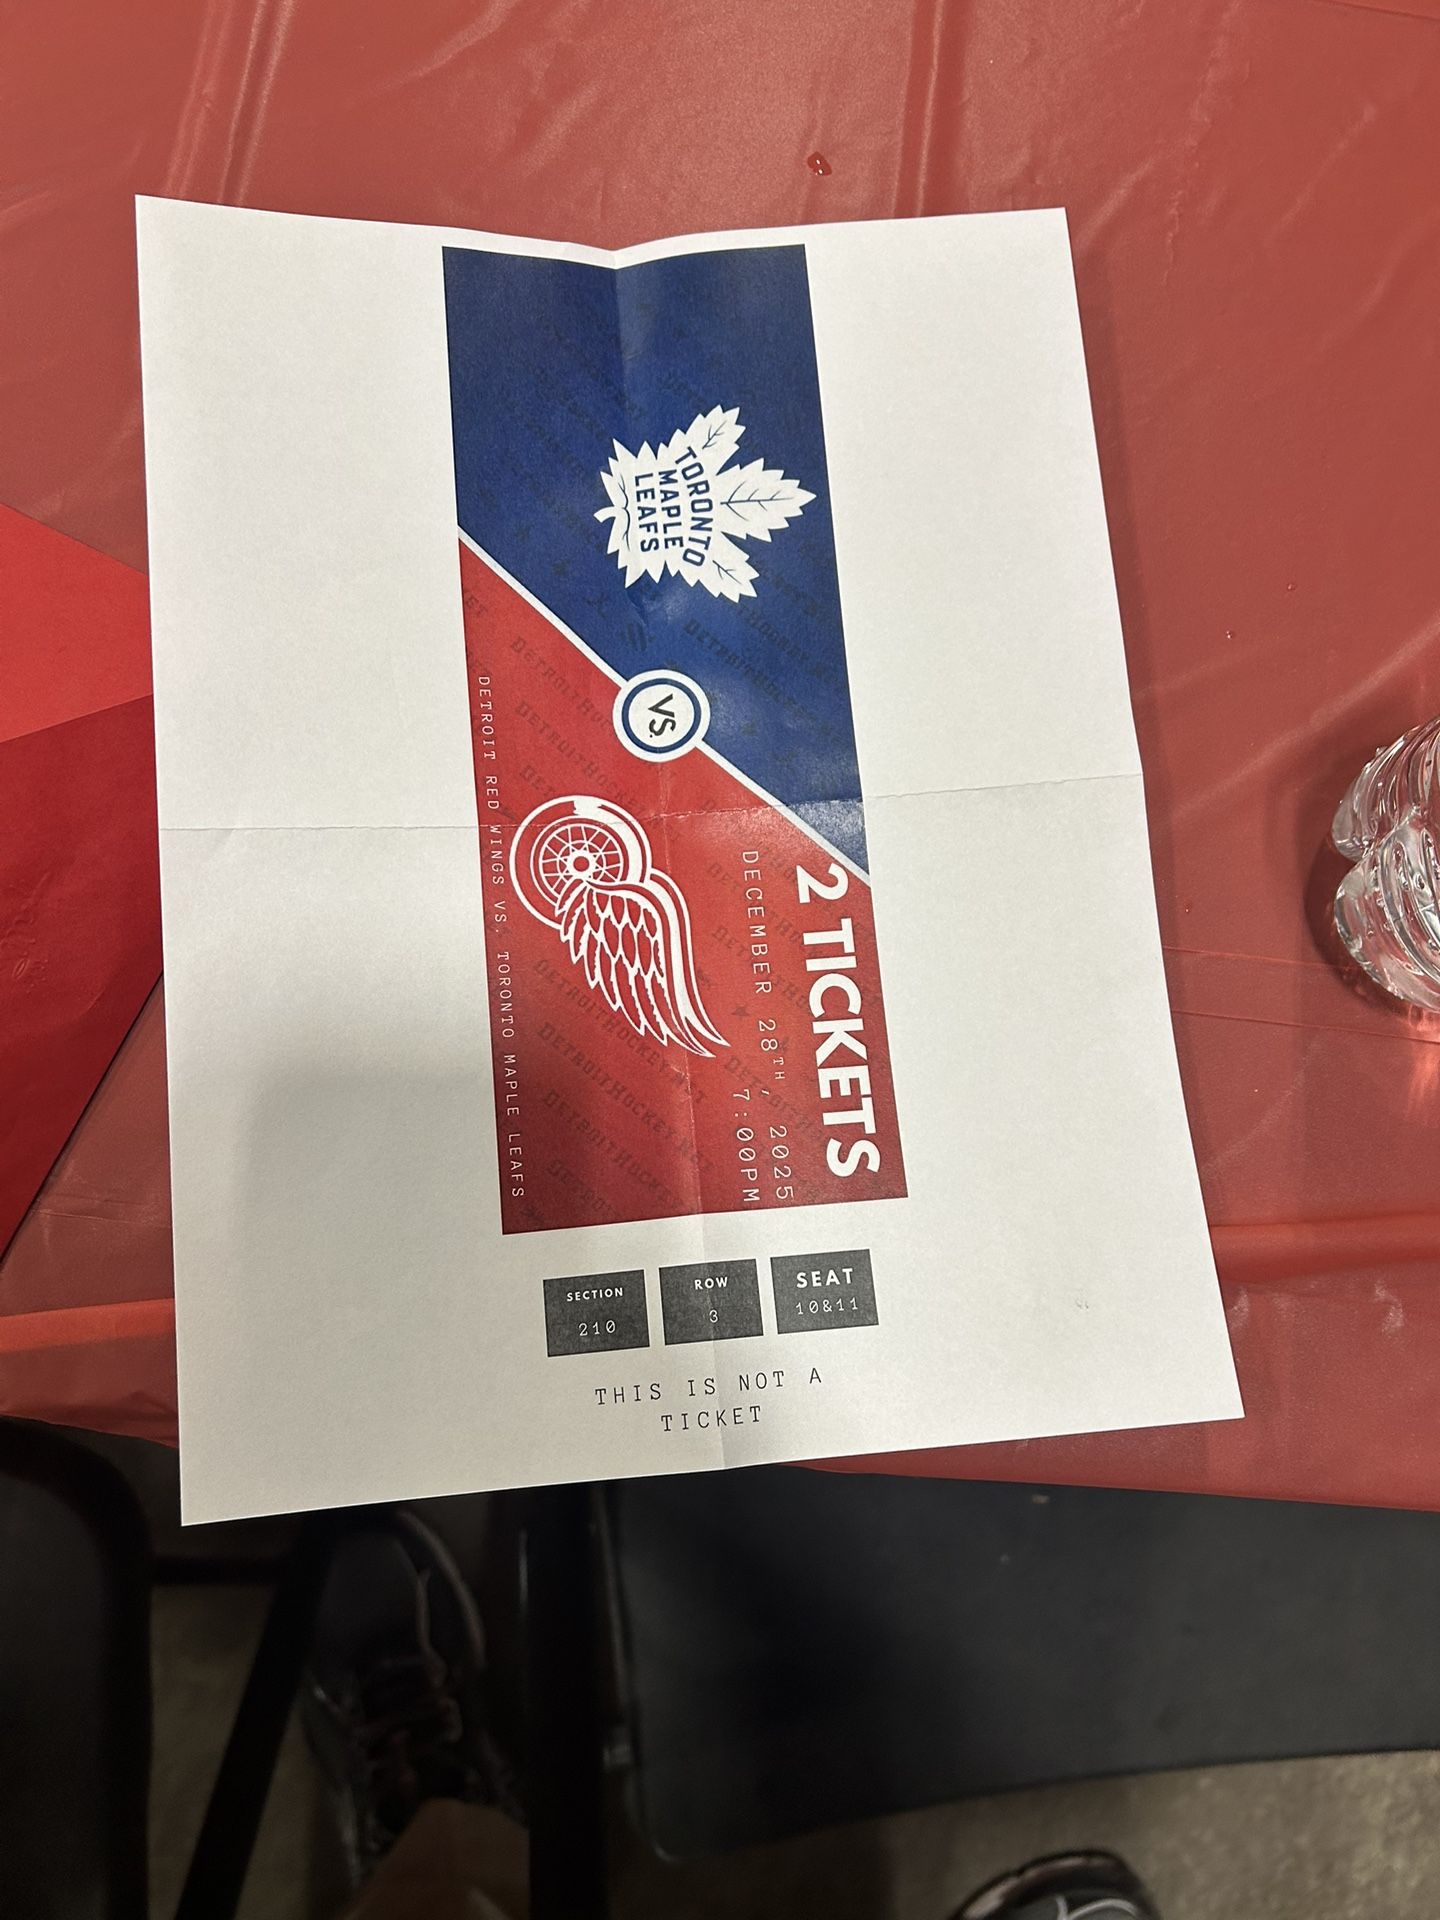 TORONTO
MAPLE
LEAFS
VS.
2 TICKETS
DECEMBER 28TH, 2025
7:00PM
DETROIT RED WINGS VS. TORONTO MAPLE LEAFS
SECTION
210
ROW
3
SEAT
10&11
THIS IS NOT A
TICKET